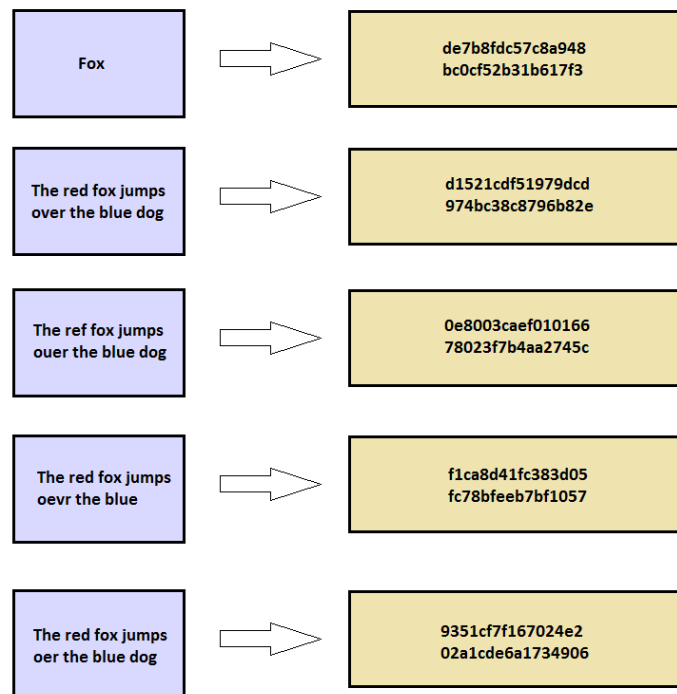 Fox
de7b8fdc57c8a948
bc0cf52b31b617f3
The red fox jumps
over the blue dog
d1521cdf51979dcd
974bc38c8796b82e
The ref fox jumps
ouer the blue dog
0e8003caef010166
78023f7b4aa2745c
The red fox jumps
oevr the blue
f1ca8d41fc383d05
fc78bfeeb7bf1057
The red fox jumps
oer the blue dog
9351cf7f167024e2
02a1cde6a1734906